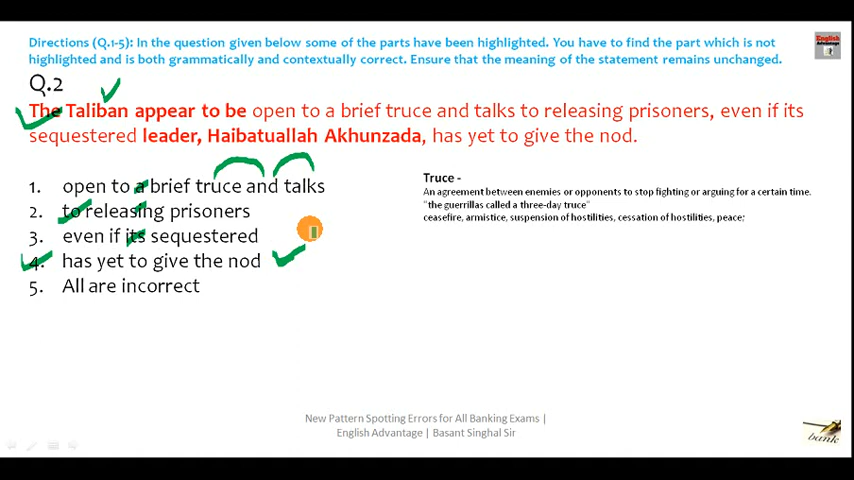 Directions (Q.1-5): In the question given below some of the parts have been highlighted. You have to find the part which is not
highlighted and is both grammatically and contextually correct. Ensure that the meaning of the statement remains unchanged.
English
Advantage
Q.2
The Taliban appear to be open to a brief truce and talks to releasing prisoners, even if its
sequestered leader, Haibatuallah Akhunzada, has yet to give the nod.
1. open to a brief truce and talks
2. to releasing prisoners
3. even if its sequestered
4. has yet to give the nod
5. All are incorrect
Truce -
An agreement between enemies or opponents to stop fighting or arguing for a certain time.
"the guerrillas called a three-day truce"
ceasefire, armistice, suspension of hostilities, cessation of hostilities, peace;
New Pattern Spotting Errors for All Banking Exams |
English Advantage | Basant Singhal Sir
bank